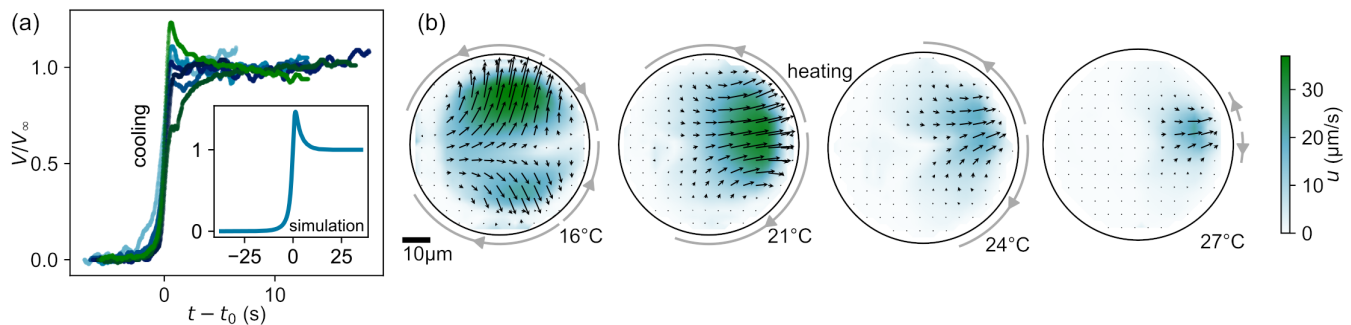 (a)
V/V∞
1.0
0.5
0.0
cooling
1
0
simulation
−25
0
25
0
10
t − t₀ (s)
(b)
heating
10μm
16°C
21°C
24°C
27°C
30
20
10
0
u (μm/s)